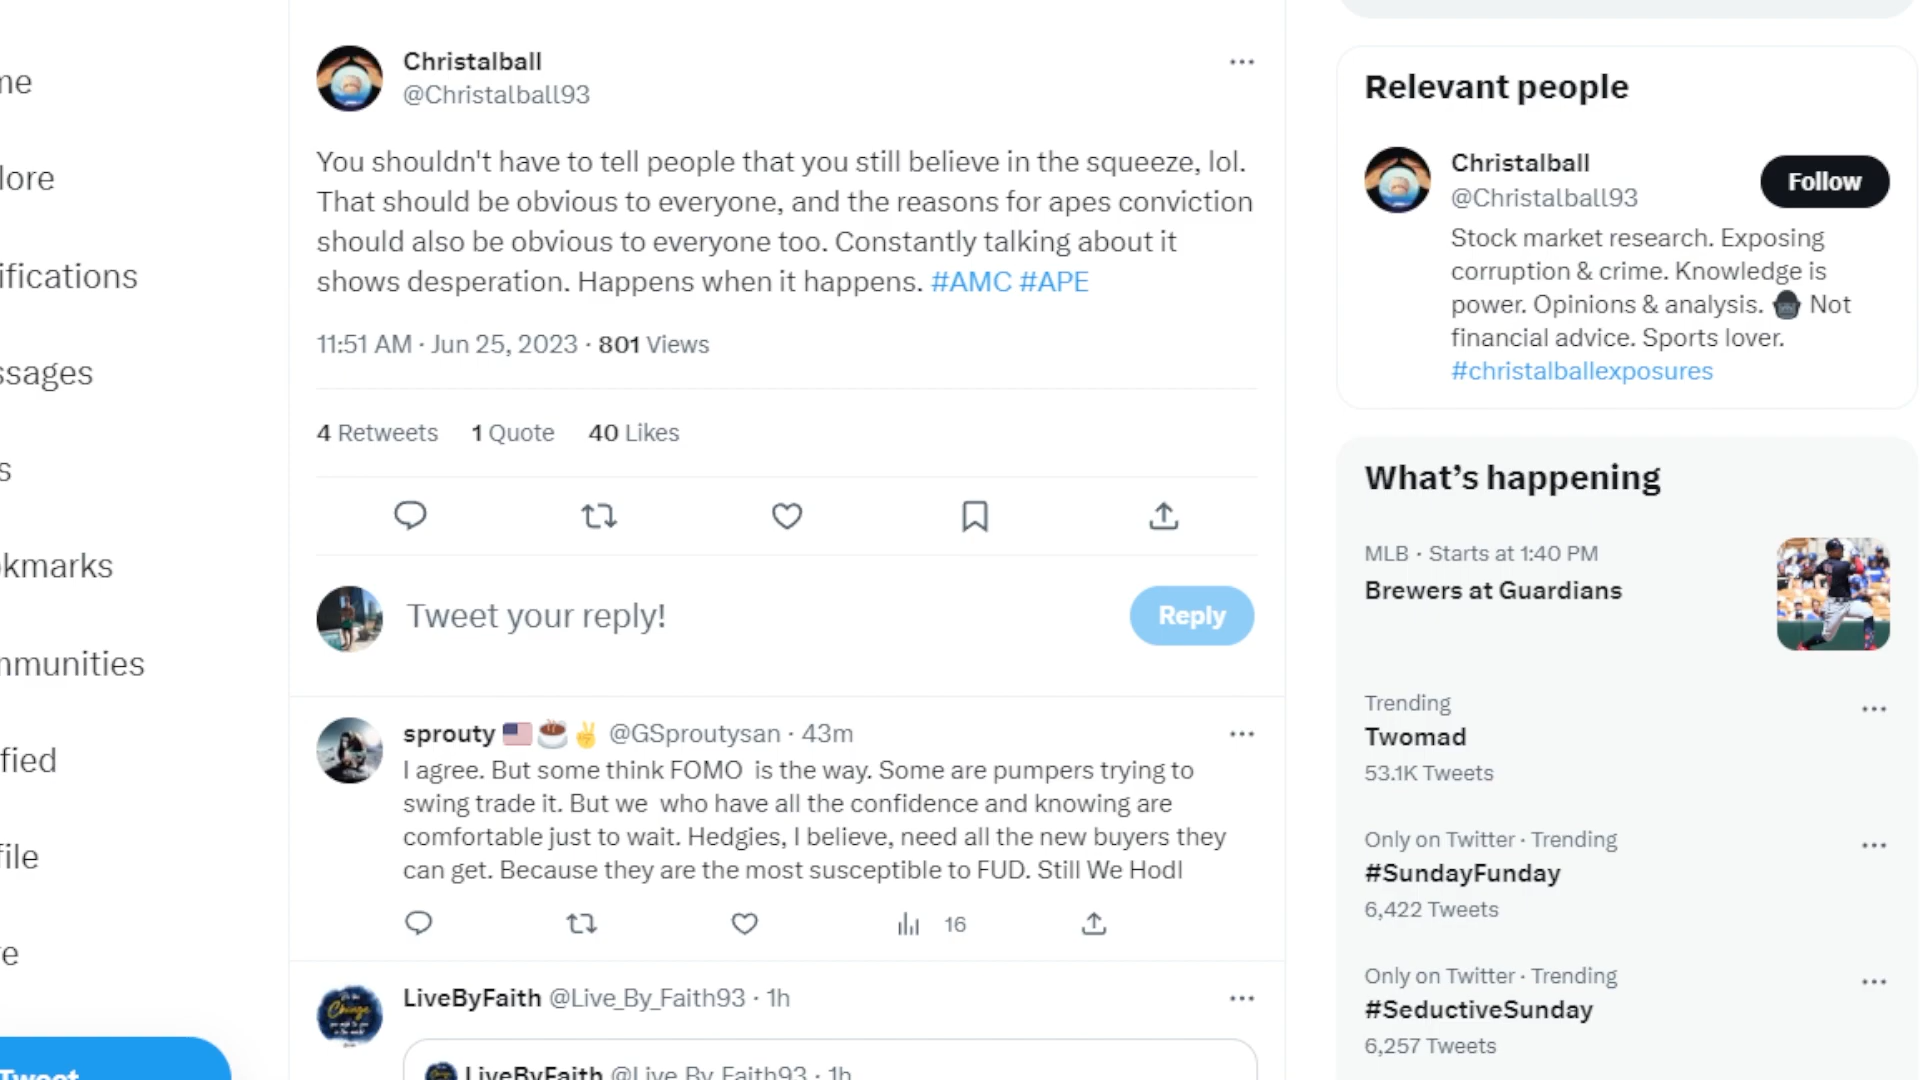 me
lore
ifications
ssages
s
kmarks
mmunities
fied
file
e
Tweet
Christalball
@Christalball93
You shouldn't have to tell people that you still believe in the squeeze, lol.
That should be obvious to everyone, and the reasons for apes conviction
should also be obvious to everyone too. Constantly talking about it
shows desperation. Happens when it happens. #AMC #APE
11:51 AM · Jun 25, 2023 · 801 Views
4 Retweets 1 Quote 40 Likes
Tweet your reply!
Reply
sprouty 🇺🇸☕✌ @GSproutysan · 43m
I agree. But some think FOMO is the way. Some are pumpers trying to
swing trade it. But we who have all the confidence and knowing are
comfortable just to wait. Hedgies, I believe, need all the new buyers they
can get. Because they are the most susceptible to FUD. Still We Hodl
16
LiveByFaith @Live_By_Faith93 · 1h
LiveByFaith @Live_By_Faith93 · 1h
Relevant people
Christalball
@Christalball93
Follow
Stock market research. Exposing
corruption & crime. Knowledge is
power. Opinions & analysis. 🦍 Not
financial advice. Sports lover.
#christalballexposures
What's happening
MLB · Starts at 1:40 PM
Brewers at Guardians
Trending
Twomad
53.1K Tweets
Only on Twitter · Trending
#SundayFunday
6,422 Tweets
Only on Twitter · Trending
#SeductiveSunday
6,257 Tweets